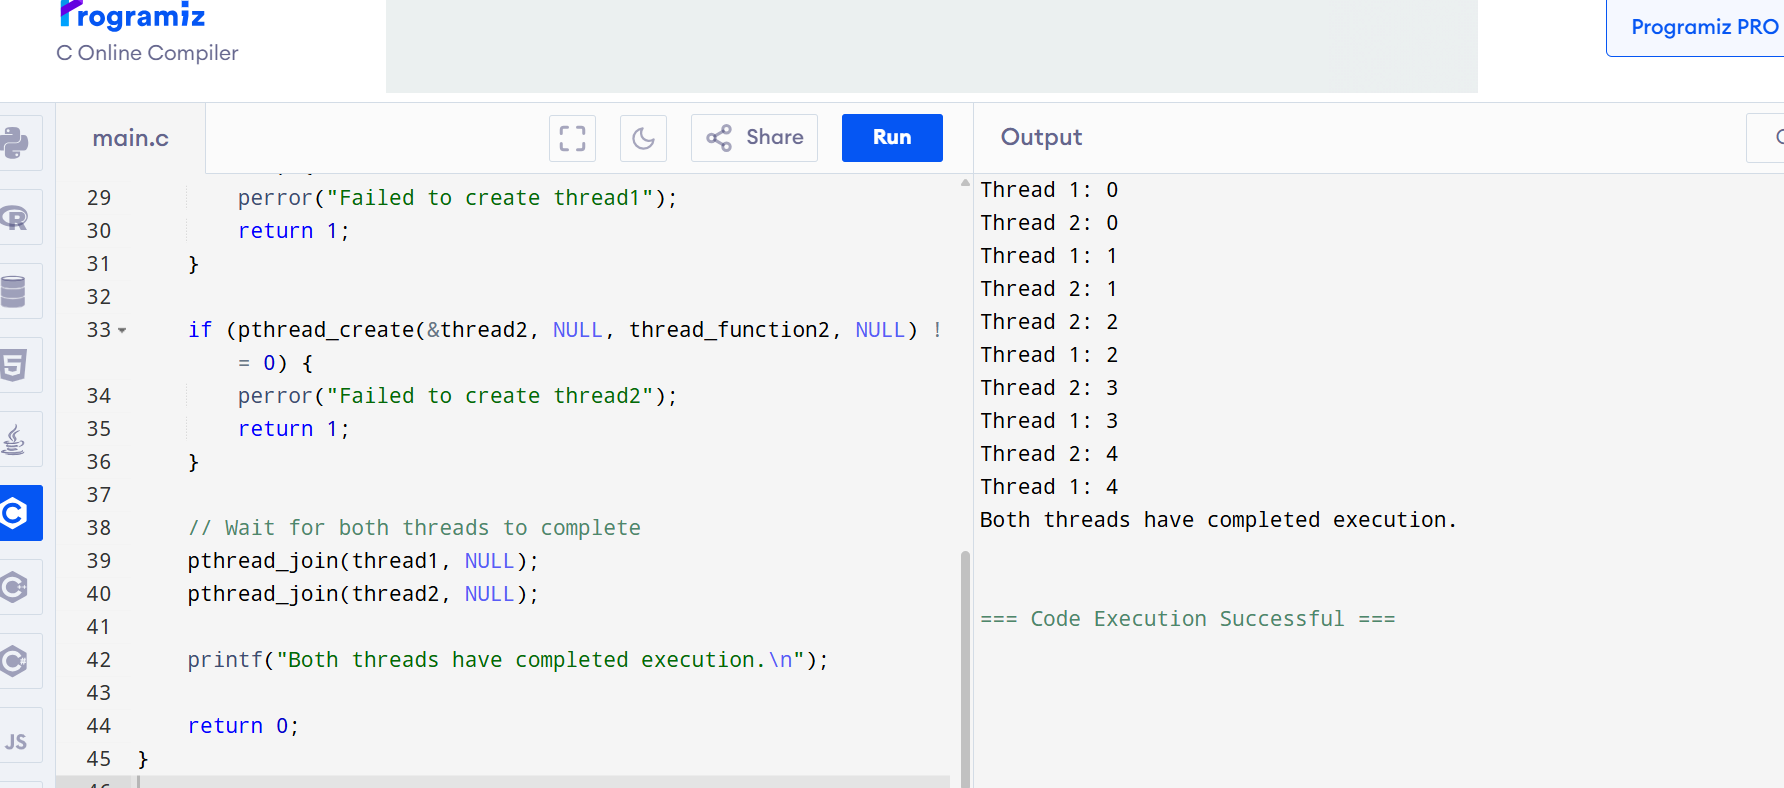 Programiz
C Online Compiler
Programiz PRO
main.c
Share
Run
Output
29 perror("Failed to create thread1");
30 return 1;
31 }
32
33 if (pthread_create(&thread2, NULL, thread_function2, NULL) !
= 0) {
34 perror("Failed to create thread2");
35 return 1;
36 }
37
38 // Wait for both threads to complete
39 pthread_join(thread1, NULL);
40 pthread_join(thread2, NULL);
41
42 printf("Both threads have completed execution.\n");
43
44 return 0;
45 }
Thread 1: 0
Thread 2: 0
Thread 1: 1
Thread 2: 1
Thread 2: 2
Thread 1: 2
Thread 2: 3
Thread 1: 3
Thread 2: 4
Thread 1: 4
Both threads have completed execution.
=== Code Execution Successful ===
R
5
C
C++
C#
JS